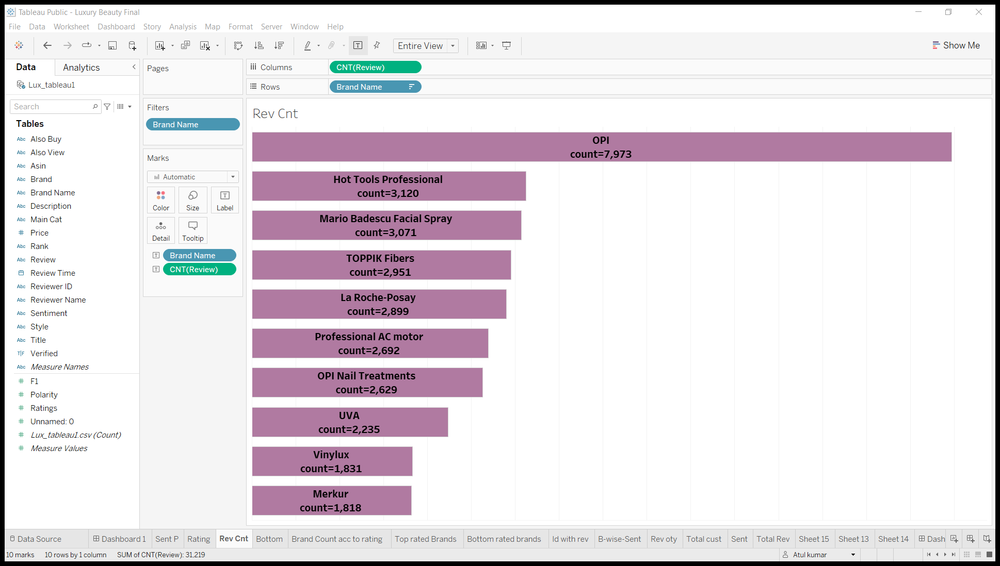 Tableau Public - Luxury Beauty Final
File Data Worksheet Dashboard Story Analysis Map Format Server Window Help
Entire View
Show Me
Data Analytics
Lux_tableau1
Search
Tables
Abc Also Buy
Abc Also View
Abc Asin
Abc Brand
Abc Brand Name
Abc Description
Abc Main Cat
# Price
Abc Rank
Abc Review
Review Time
Abc Reviewer ID
Abc Reviewer Name
Abc Sentiment
Abc Style
Abc Title
T|F Verified
Abc Measure Names
# F1
# Polarity
# Ratings
# Unnamed: 0
# Lux_tableau1.csv (Count)
# Measure Values
Pages
Filters
Brand Name
Marks
Automatic
Color Size Label
Detail Tooltip
Brand Name
CNT(Review)
Columns CNT(Review)
Rows Brand Name
Rev Cnt
OPI
count=7,973
Hot Tools Professional
count=3,120
Mario Badescu Facial Spray
count=3,071
TOPPIK Fibers
count=2,951
La Roche-Posay
count=2,899
Professional AC motor
count=2,692
OPI Nail Treatments
count=2,629
UVA
count=2,235
Vinylux
count=1,831
Merkur
count=1,818
Data Source Dashboard 1 Sent P Rating Rev Cnt Bottom Brand Count acc to rating Top rated Brands Bottom rated brands Id with rev B-wise-Sent Rev oty Total cust Sent Total Rev Sheet 15 Sheet 13 Sheet 14 Dash
10 marks 10 rows by 1 column SUM of CNT(Review): 31,219 Atul kumar